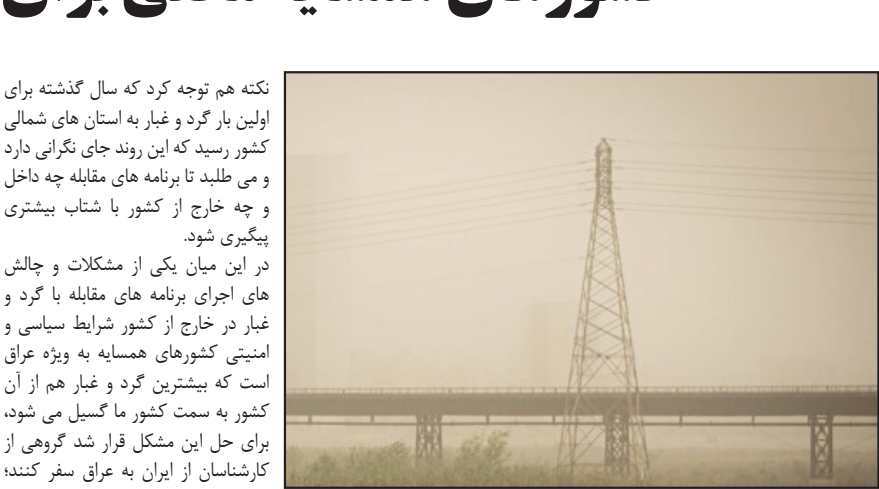 نکته هم توجه کرد که سال گذشته برای
اولین بار گرد و غبار به استان های شمالی
کشور رسید که این روند جای نگرانی دارد
و می طلبد تا برنامه های مقابله چه داخل
و چه خارج از کشور با شتاب بیشتری
پیگیری شود.
در این میان یکی از مشکلات و چالش
های اجرای برنامه های مقابله با گرد و
غبار در خارج از کشور شرایط سیاسی و
امنیتی کشورهای همسایه به ویژه عراق
است که بیشترین گرد و غبار هم از آن
کشور به سمت کشور ما گسیل می شود،
برای حل این مشکل قرار شد گروهی از
کارشناسان از ایران به عراق سفر کنند؛